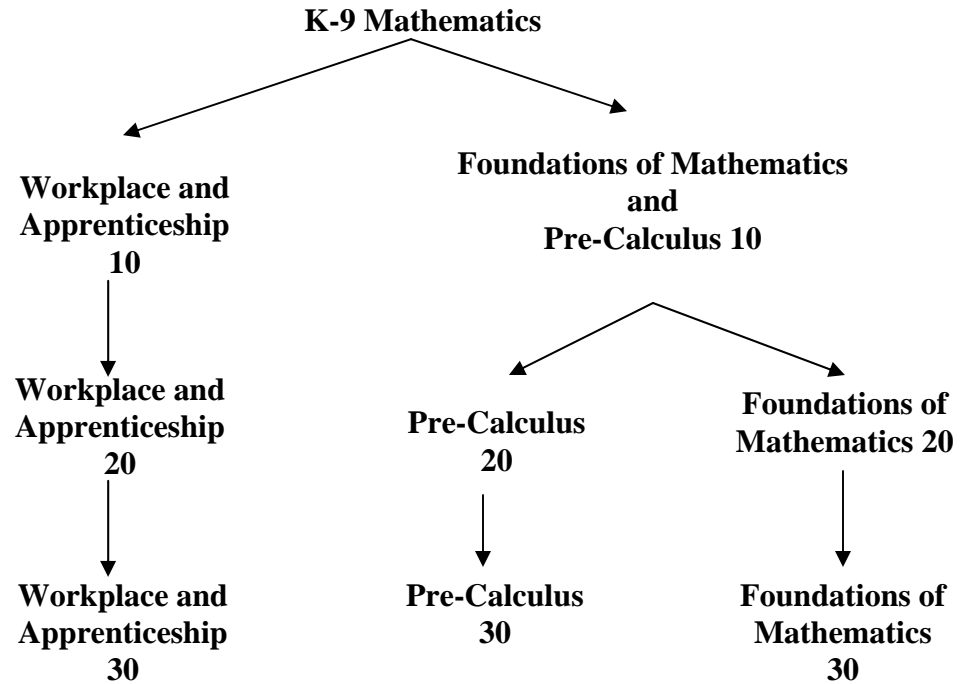 K-9 Mathematics
Workplace and
Apprenticeship
10
Foundations of Mathematics
and
Pre-Calculus 10
Workplace and
Apprenticeship
20
Pre-Calculus
20
Foundations of
Mathematics 20
Workplace and
Apprenticeship
30
Pre-Calculus
30
Foundations of
Mathematics
30